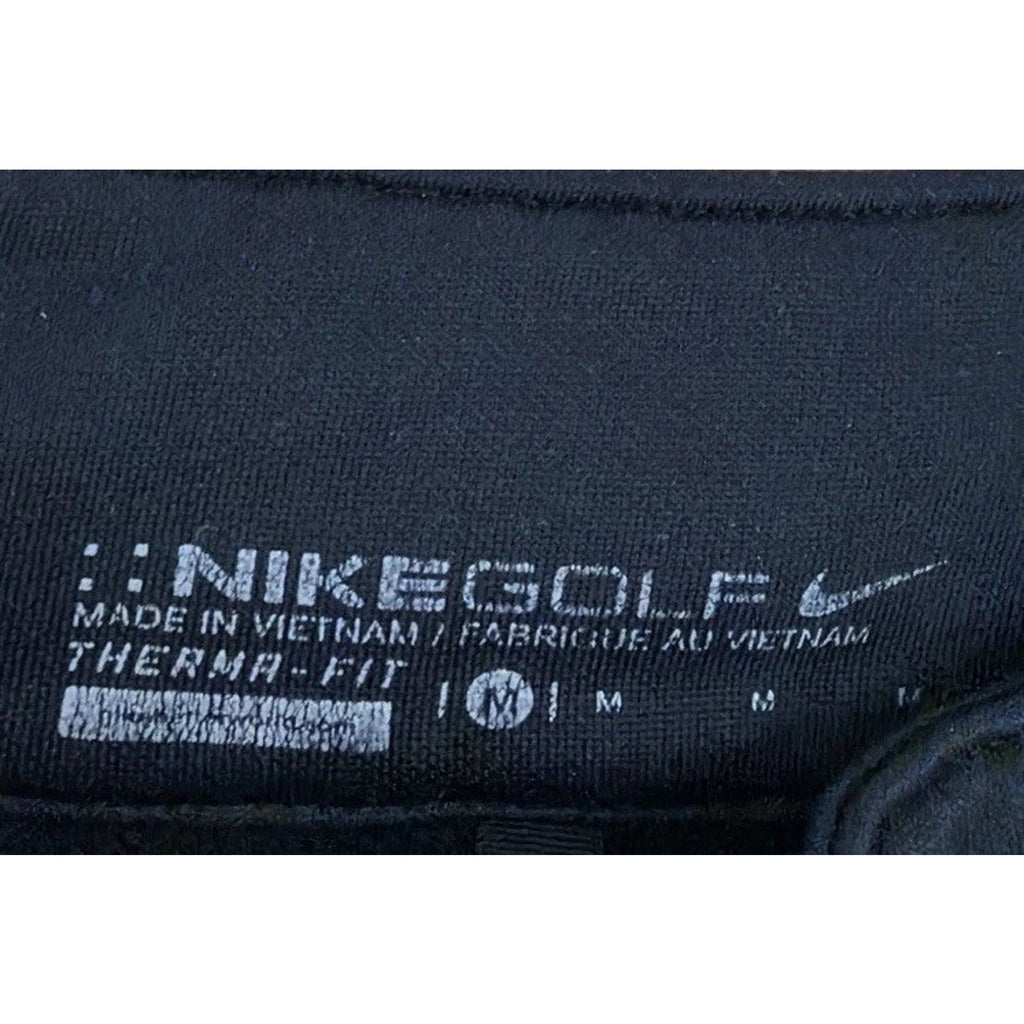 NIKEGOLF
MADE IN VIETNAM / FABRIQUE AU VIETNAM
THERMA-FIT
| M | M M M